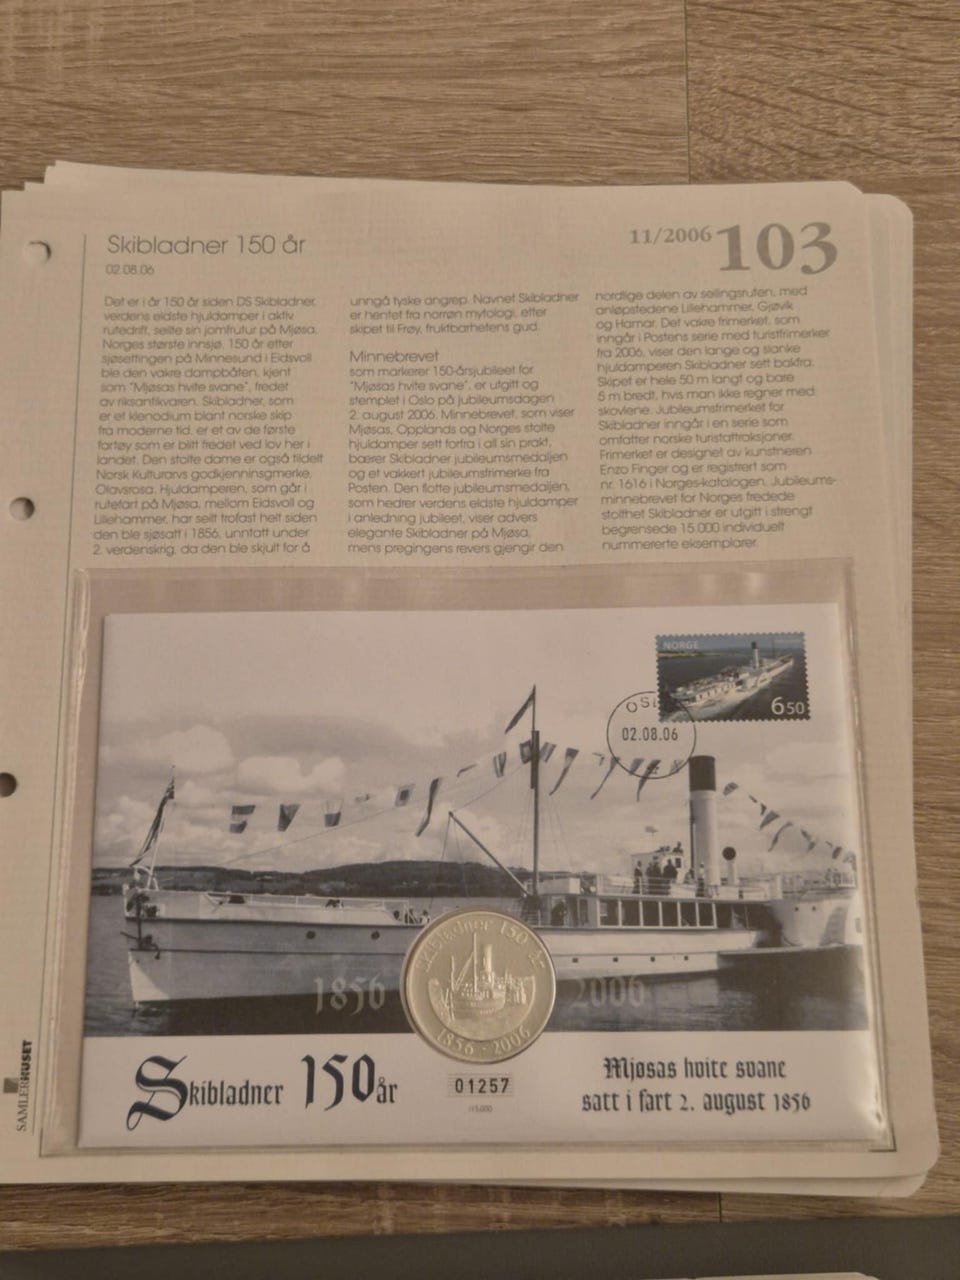 Skibladner 150 år
02.08.06
11/2006 103
Det er i år 150 år siden DS Skibladner,
verdens eldste hjuldamper i aktiv
rutedrift, seilte sin jomfrutur på Mjøsa,
Norges største innsjø. 150 år etter
sjøsettingen på Minnesund i Eidsvoll
ble den vakre dampbåten, kjent
som "Mjøsas hvite svane", fredet
av riksantikvaren. Skibladner, som
er et klenodium blant norske skip
fra moderne tid, er et av de første
fartøy som er blitt fredet ved lov her i
landet. Den stolte dame er også tildelt
Norsk Kulturarvs godkjenninsgmerke,
Olavsrosa. Hjuldamperen, som går i
rutefart på Mjøsa, mellom Eidsvoll og
Lillehammer, har seilt trofast helt siden
den ble sjøsatt i 1856, unntatt under
2. verdenskrig, da den ble skjult for å
unngå tyske angrep. Navnet Skibladner
er hentet fra norrøn mytologi, etter
skipet til Frøy, fruktbarhetens gud.
Minnebrevet
som markerer 150-årsjubileet for
"Mjøsas hvite svane", er utgitt og
stemplet i Oslo på jubileumsdagen
2. august 2006. Minnebrevet, som viser
Mjøsas, Opplands og Norges stolte
hjuldamper sett forfra i all sin prakt,
bærer Skibladner jubileumsmedaljen
og et vakkert jubileumsfrimerke fra
Posten. Den flotte jubileumsmedaljen,
som hedrer verdens eldste hjuldamper
i anledning jubileet, viser advers
elegante Skibladner på Mjøsa,
mens pregingens revers gjengir den
nordlige delen av seilingsruten, med
anløpstedene Lillehammer, Gjøvik
og Hamar. Det vakre frimerket, som
inngår i Postens serie med turistfrimerker
fra 2006, viser den lange og slanke
hjuldamperen Skibladner sett bakfra.
Skipet er hele 50 m langt og bare
5 m bredt, hvis man ikke regner med
skovlene. Jubileumsfrimerket for
Skibladner inngår i en serie som
omfatter norske turistattraksjoner.
Frimerket er designet av kunstneren
Enzo Finger og er registrert som
nr. 1616 i Norges-katalogen. Jubileums-
minnebrevet for Norges fredede
stolthet Skibladner er utgitt i strengt
begrensede 15.000 individuelt
nummererte eksemplarer.
NORGE
6 50
02.08.06
Skibladner 150 år
1856 - 2006
1856 2006
Skibladner 150 år
01257
/15.000
Mjøsas hvite svane
satt i fart 2. august 1856
SAMLERHUSET